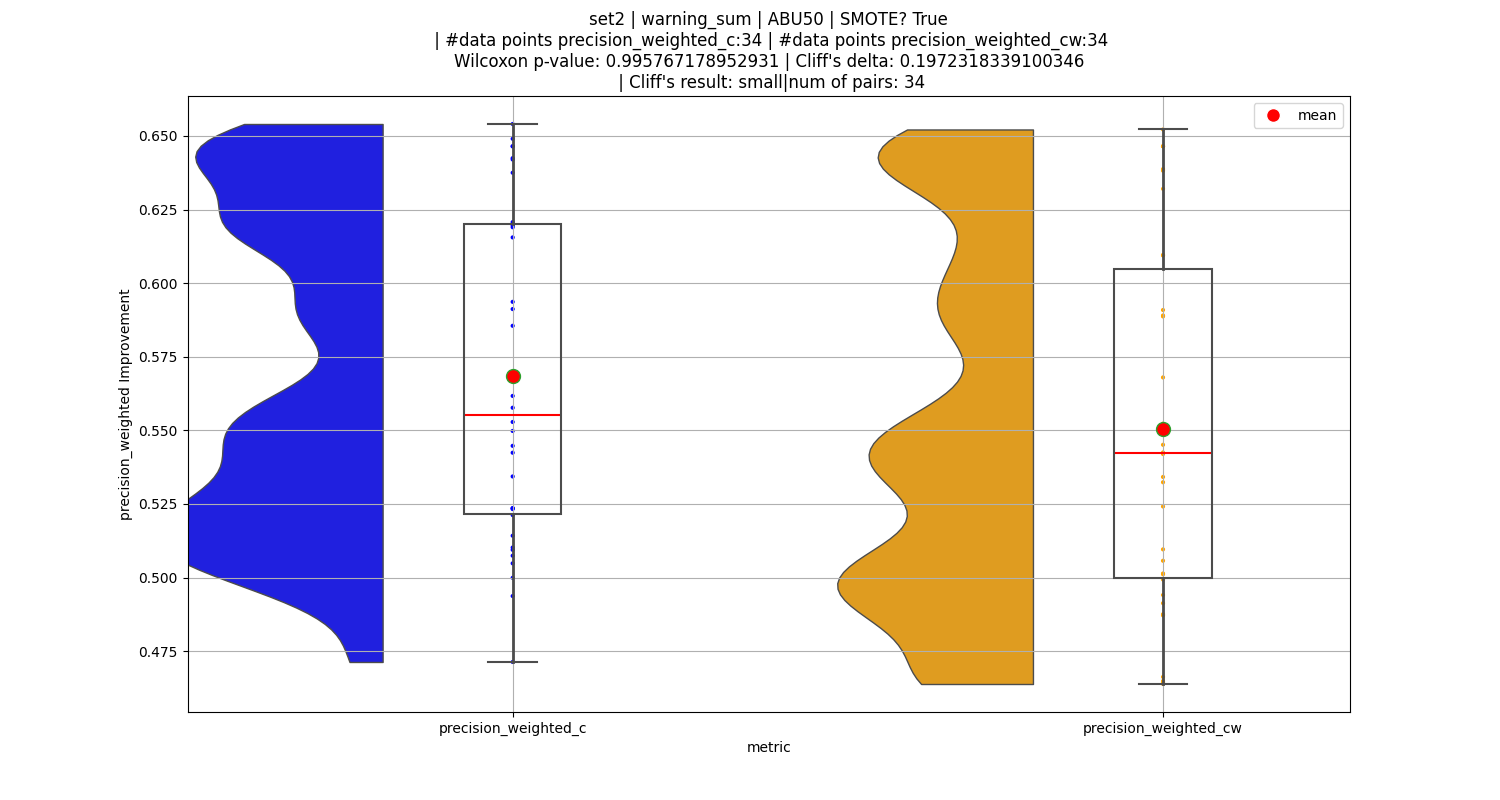 set2 | warning_sum | ABU50 | SMOTE? True
| #data points precision_weighted_c:34 | #data points precision_weighted_cw:34
Wilcoxon p-value: 0.995767178952931 | Cliff's delta: 0.1972318339100346
| Cliff's result: small|num of pairs: 34
mean
0.650
0.625
0.600
0.575
0.550
0.525
0.500
0.475
precision_weighted Improvement
precision_weighted_c
precision_weighted_cw
metric